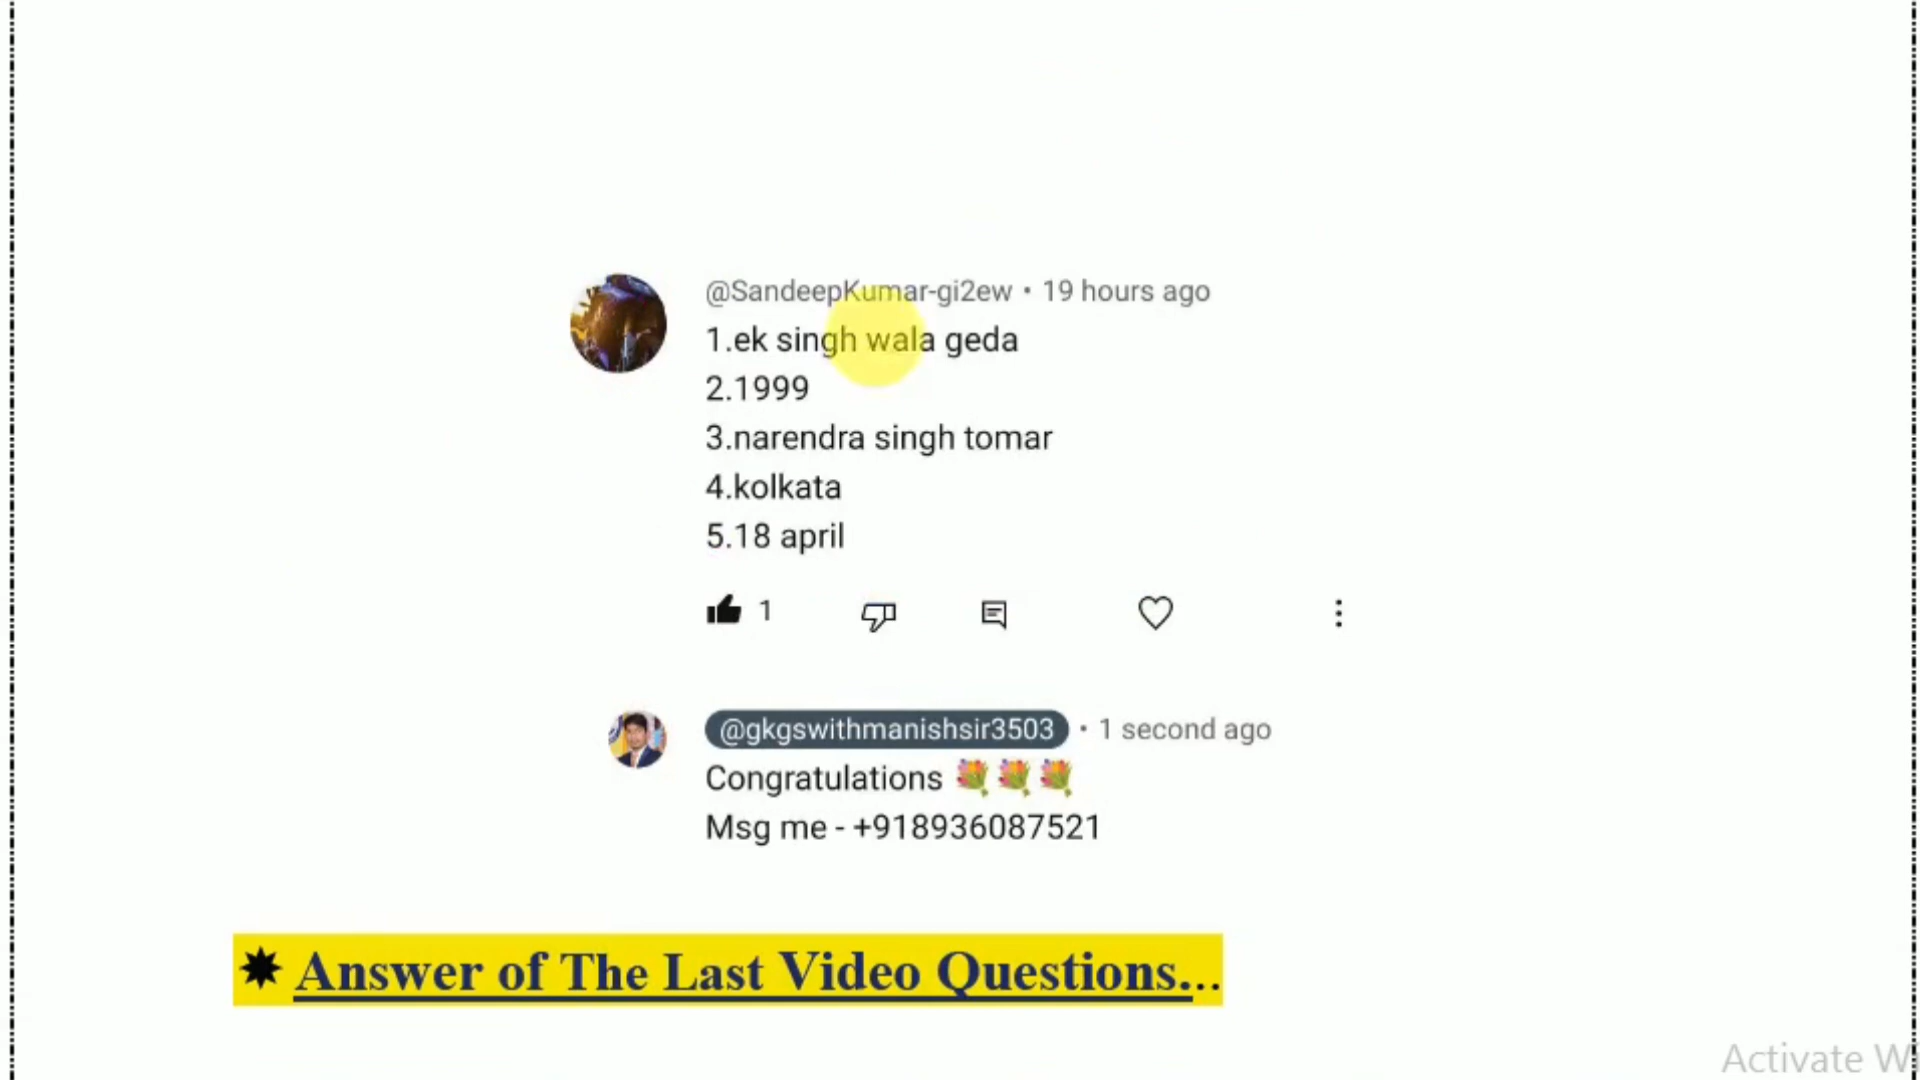 @SandeepKumar-gi2ew • 19 hours ago
1.ek singh wala geda
2.1999
3.narendra singh tomar
4.kolkata
5.18 april
1
@gkgswithmanishsir3503 • 1 second ago
Congratulations 💐💐💐
Msg me - +918936087521
✸ Answer of The Last Video Questions...
Activate Wi